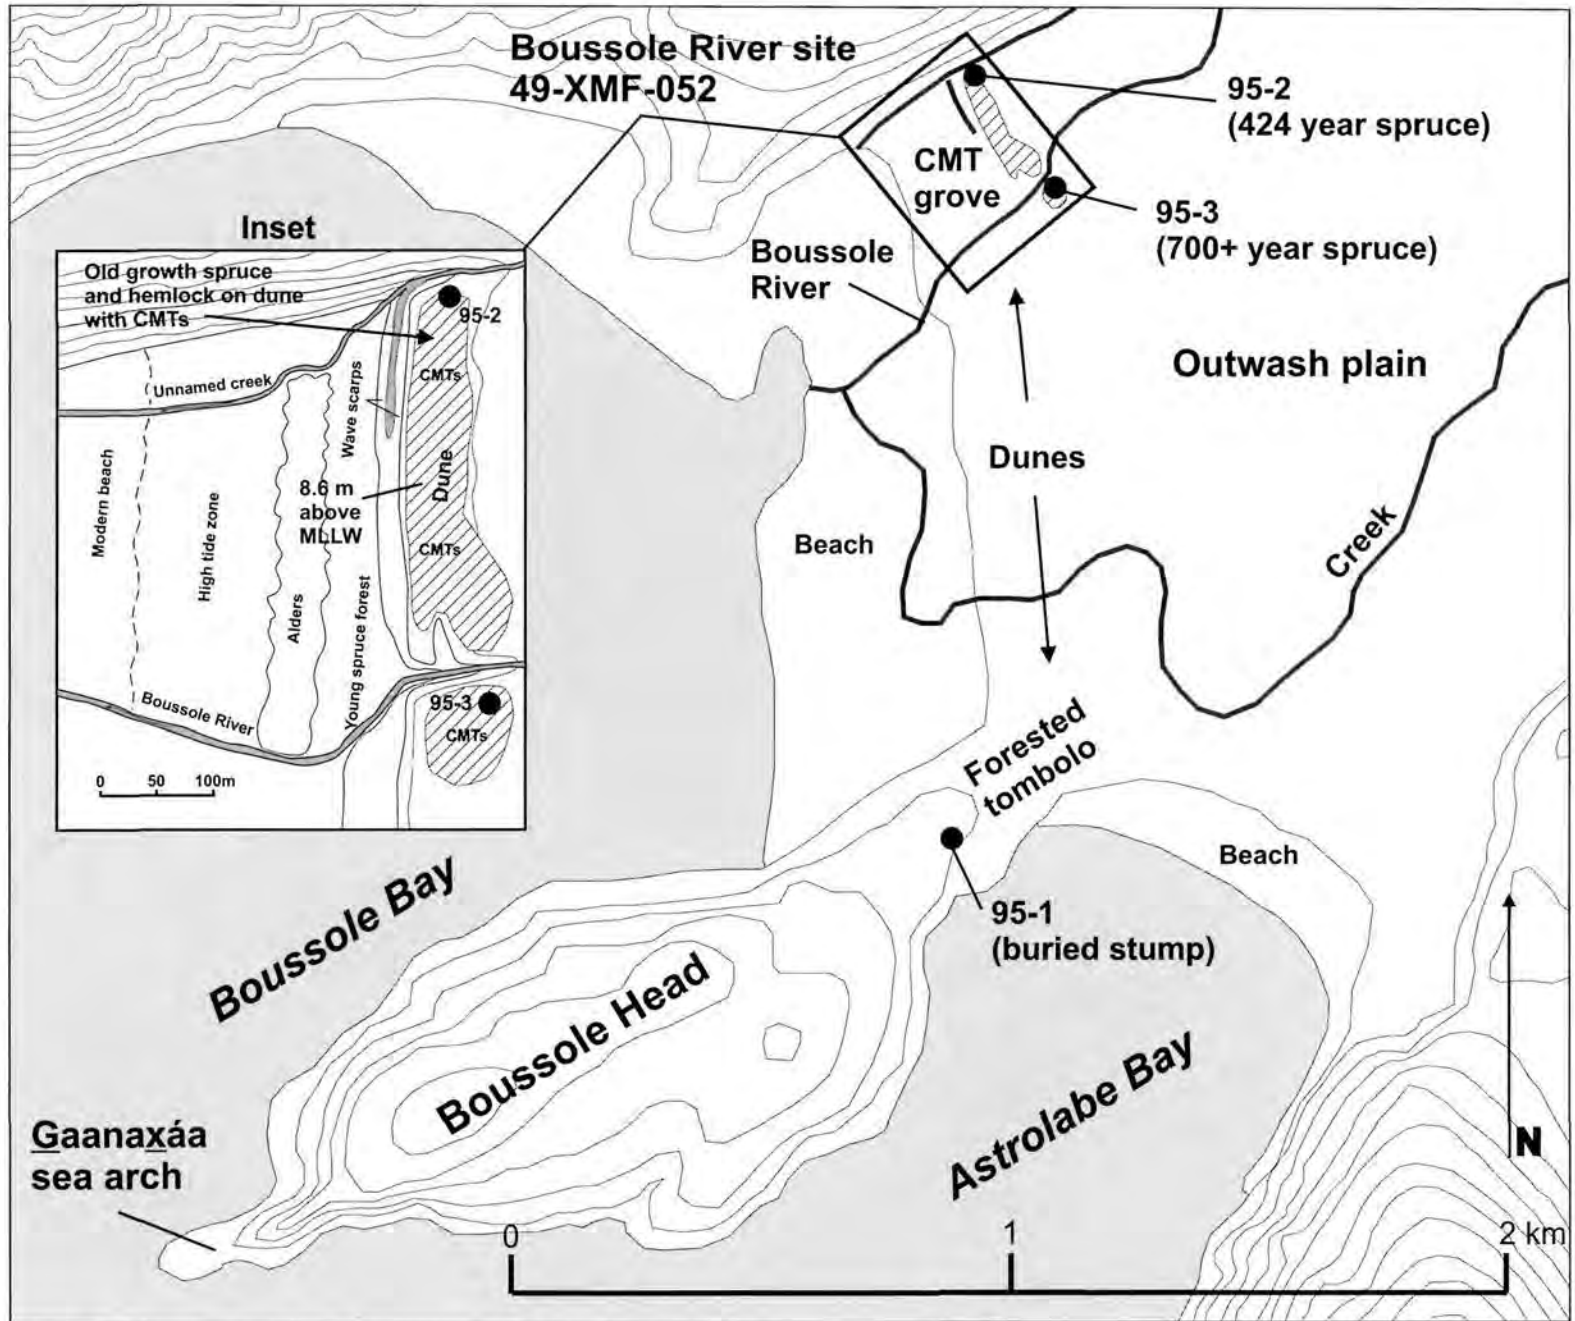 Boussole River site
49-XMF-052
95-2
(424 year spruce)
CMT
grove
95-3
(700+ year spruce)
Boussole
River
Outwash plain
Dunes
Beach
Creek
Forested
tombolo
Beach
95-1
(buried stump)
Boussole Bay
Boussole Head
Astrolabe Bay
G̲aanax̲áa
sea arch
N
0
1
2 km
Inset
Old growth spruce
and hemlock on dune
with CMTs
95-2
CMTs
Unnamed creek
Wave scarps
Dune
8.6 m
above
MLLW
CMTs
Modern beach
High tide zone
Alders
Young spruce forest
Boussole River
95-3
CMTs
0
50
100m